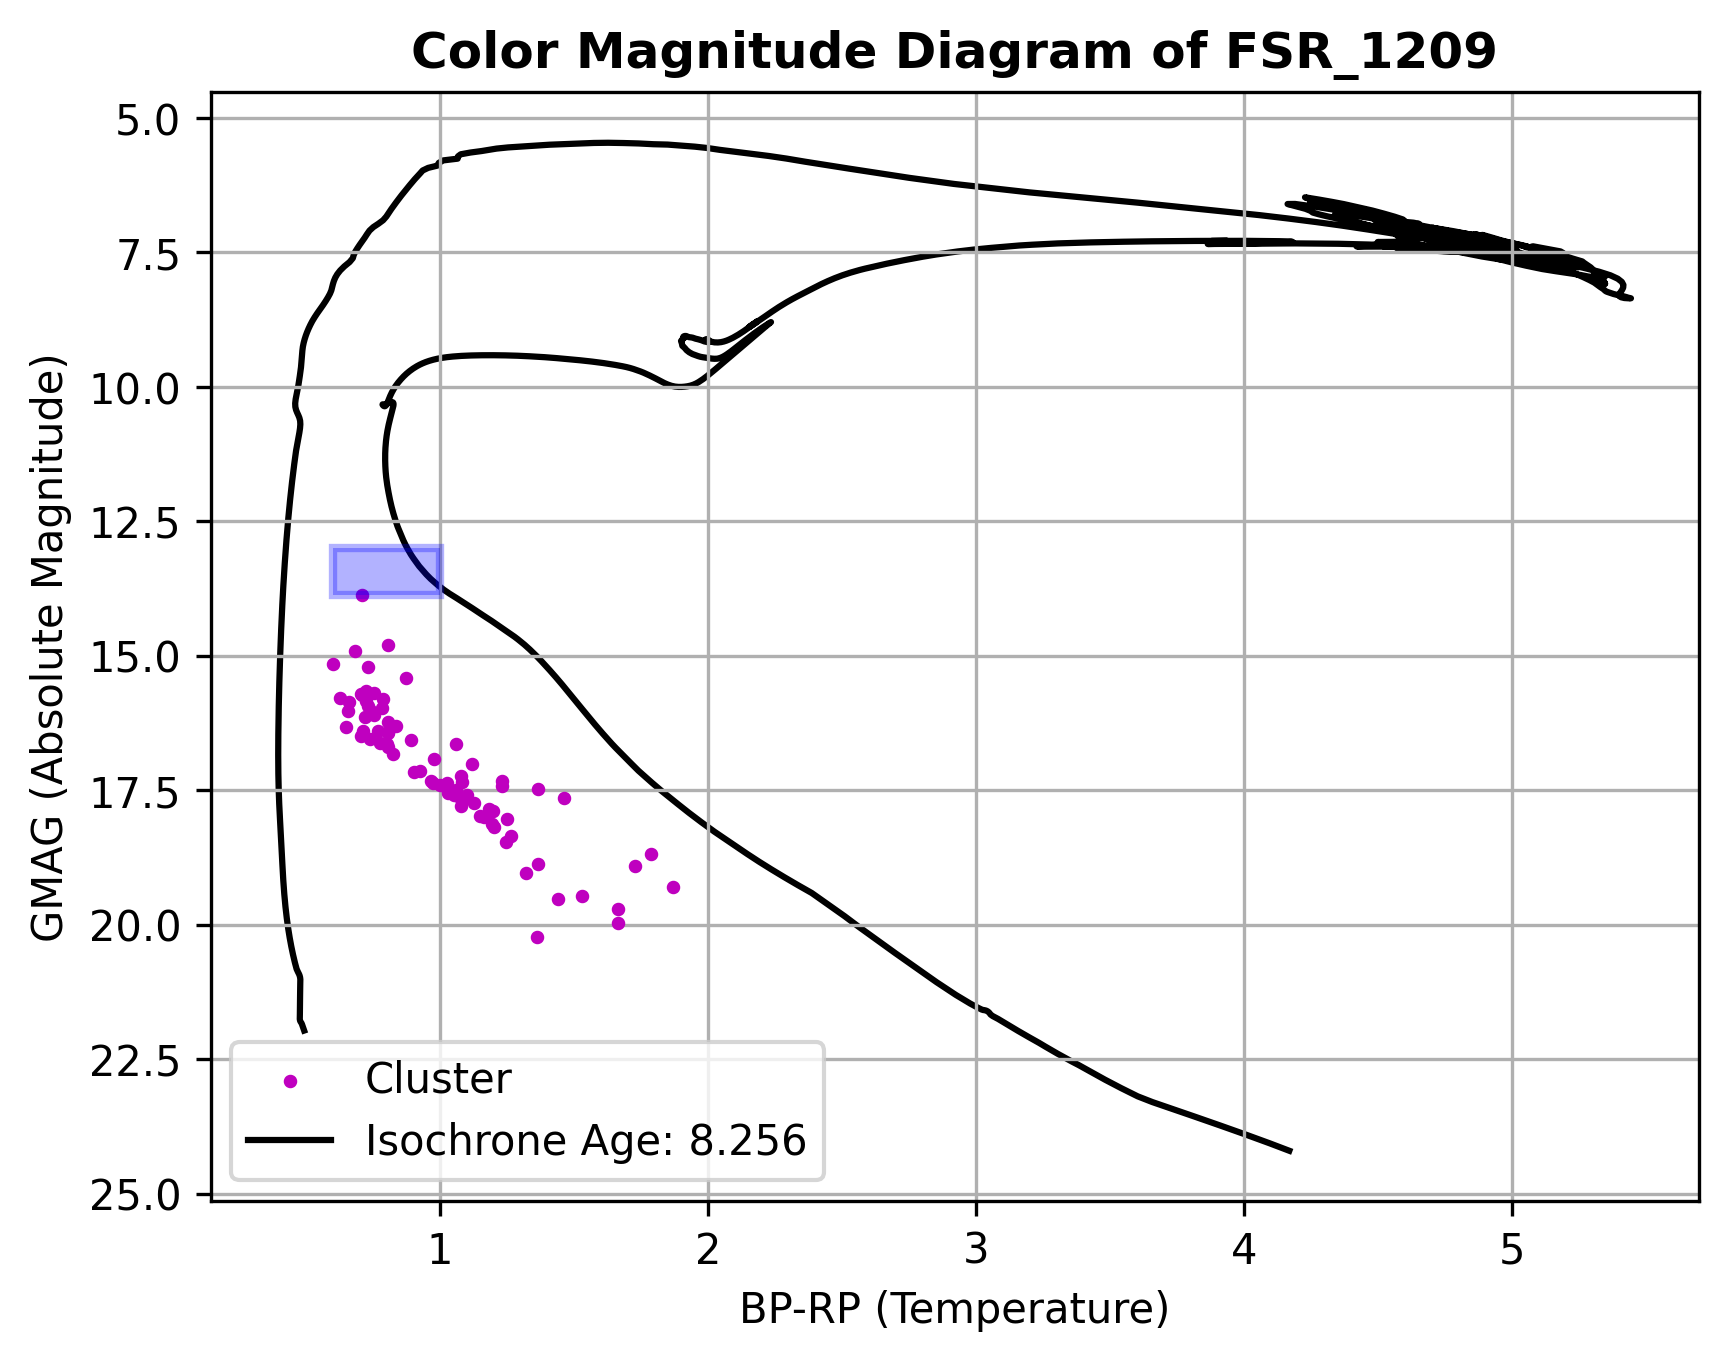 Color Magnitude Diagram of FSR_1209
GMAG (Absolute Magnitude)
5.0
7.5
10.0
12.5
15.0
17.5
20.0
22.5
25.0
Cluster
Isochrone Age: 8.256
1 2 3 4 5
BP-RP (Temperature)